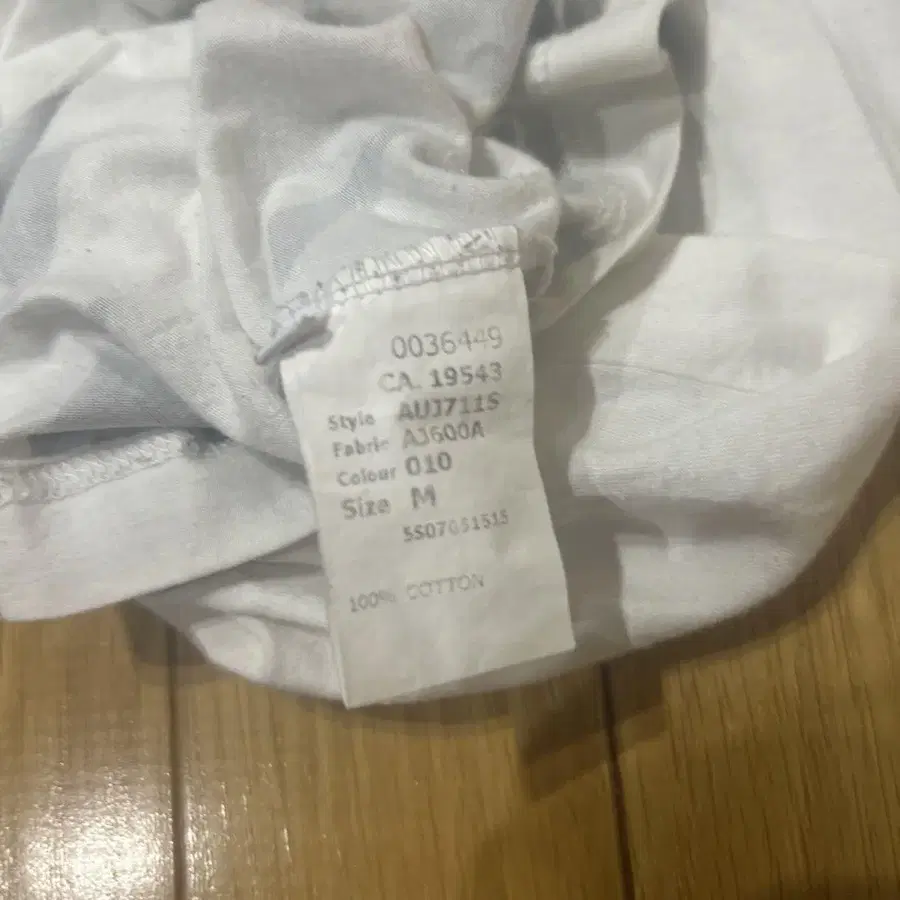 0036449
CA. 19543
Style AUJ711S
Fabric AJ600A
Colour 010
Size M
5507051515
100% COTTON